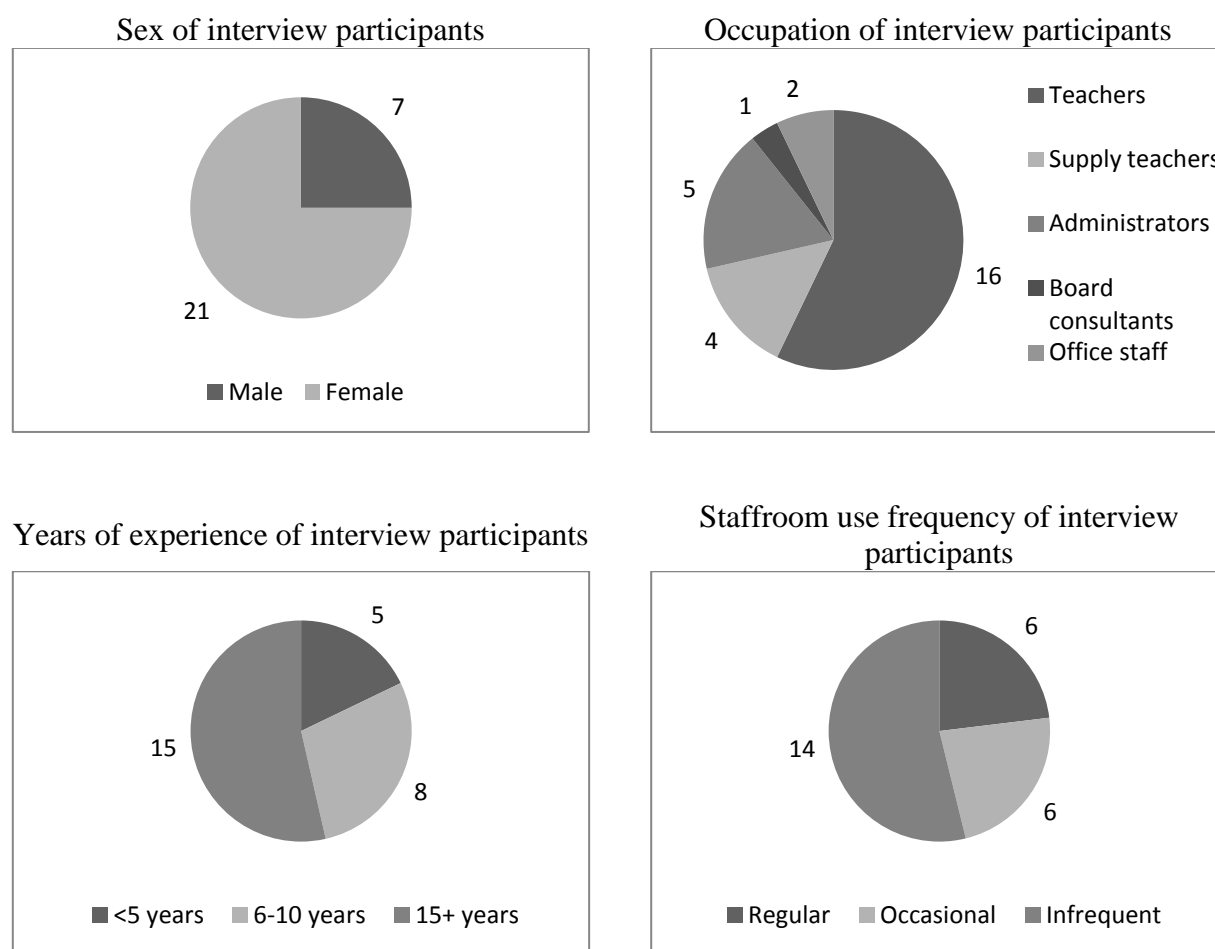 Sex of interview participants
7
21
Male Female
Occupation of interview participants
1
2
5
4
16
Teachers
Supply teachers
Administrators
Board
consultants
Office staff
Years of experience of interview participants
5
15
8
<5 years 6-10 years 15+ years
Staffroom use frequency of interview
participants
6
14
6
Regular Occasional Infrequent